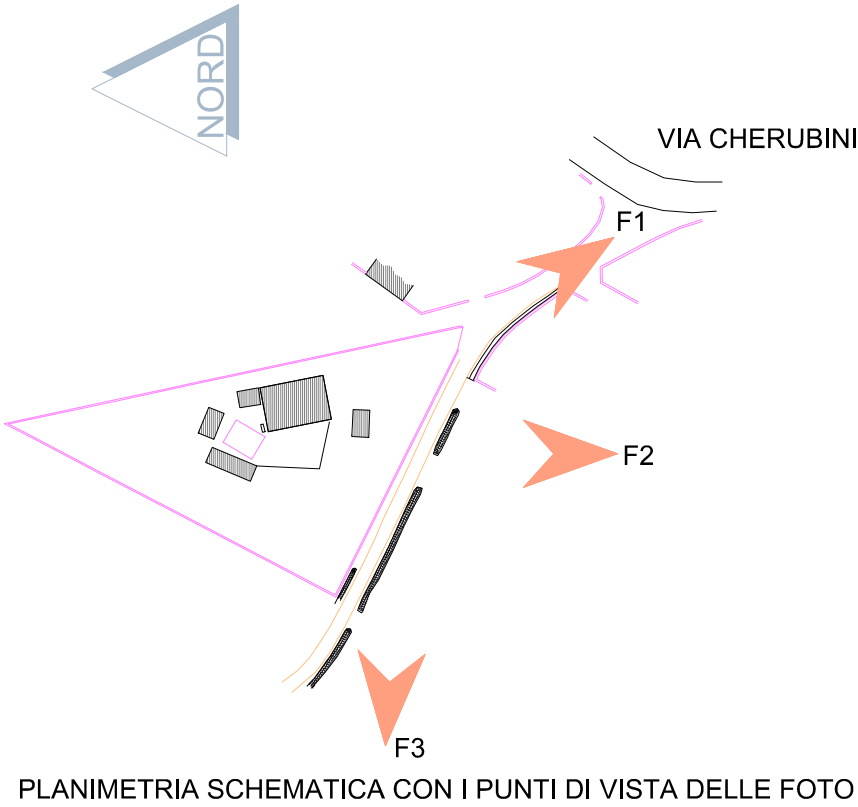 NORD
VIA CHERUBINI
F1
F2
F3
PLANIMETRIA SCHEMATICA CON I PUNTI DI VISTA DELLE FOTO